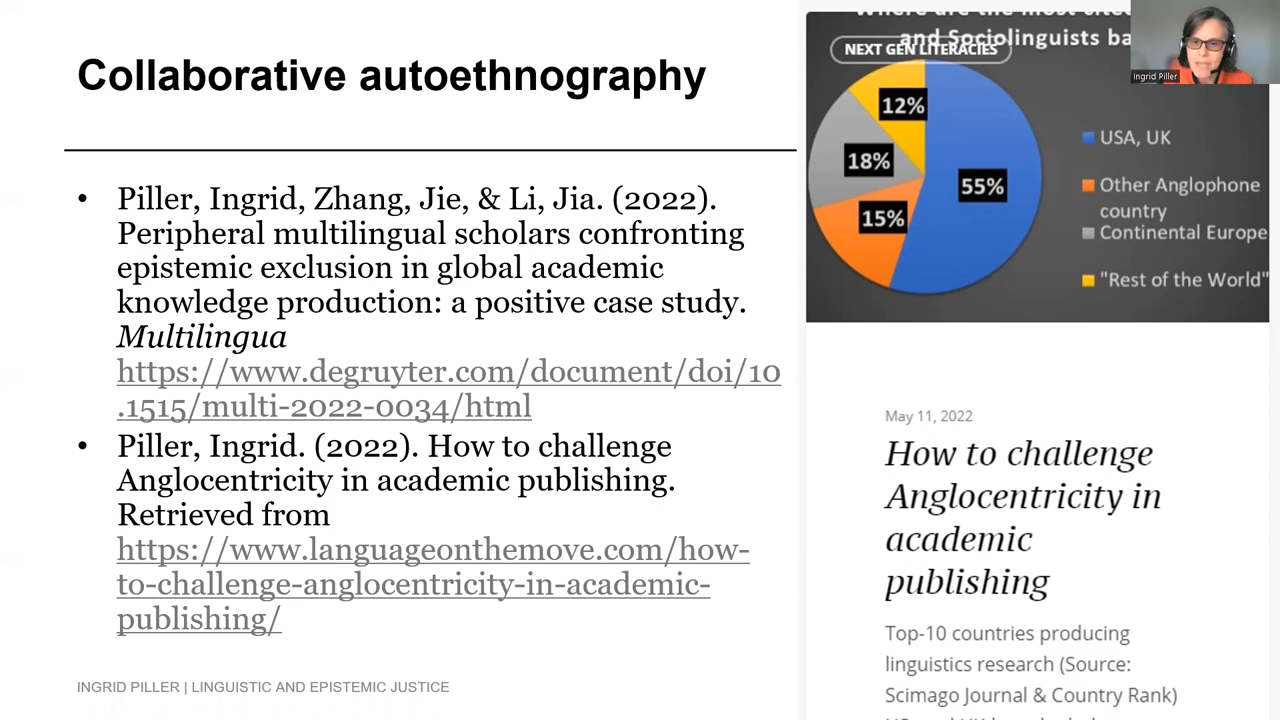 Collaborative autoethnography
• Piller, Ingrid, Zhang, Jie, & Li, Jia. (2022).
Peripheral multilingual scholars confronting
epistemic exclusion in global academic
knowledge production: a positive case study.
Multilingua
https://www.degruyter.com/document/doi/10
.1515/multi-2022-0034/html
• Piller, Ingrid. (2022). How to challenge
Anglocentricity in academic publishing.
Retrieved from
https://www.languageonthemove.com/how-
to-challenge-anglocentricity-in-academic-
publishing/
INGRID PILLER | LINGUISTIC AND EPISTEMIC JUSTICE
Where are the most
and Sociolinguists
NEXT GEN LITERACIES
12%
18%
55%
15%
USA, UK
Other Anglophone
country
Continental Europe
"Rest of the World"
Ingrid Piller
May 11, 2022
How to challenge
Anglocentricity in
academic
publishing
Top-10 countries producing
linguistics research (Source:
Scimago Journal & Country Rank)